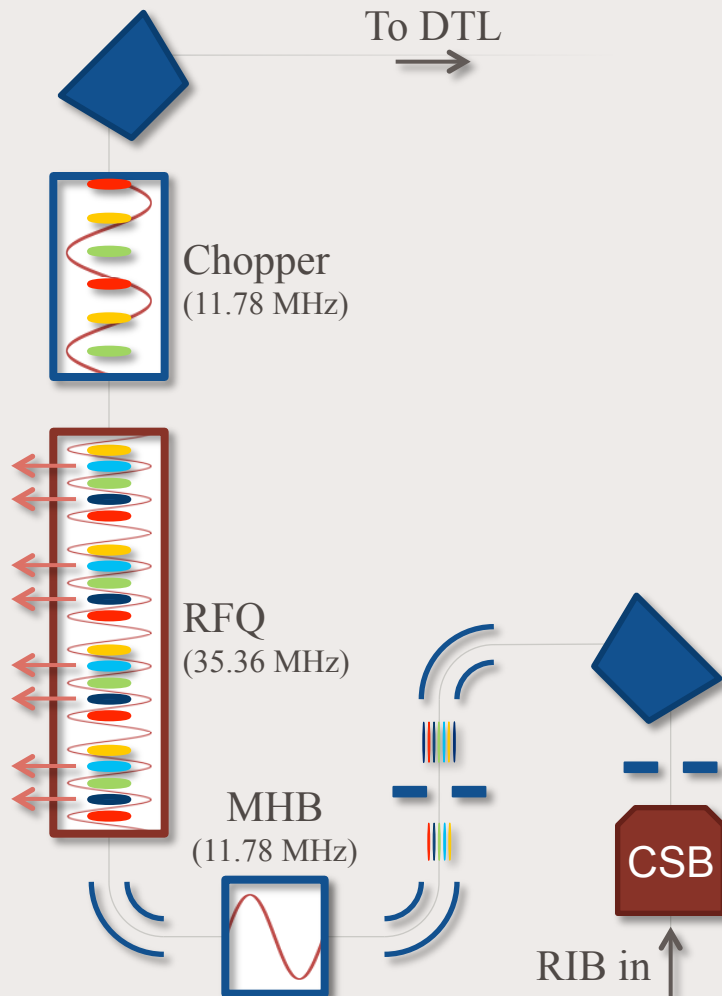 To DTL
Chopper
(11.78 MHz)
RFQ
(35.36 MHz)
MHB
(11.78 MHz)
CSB
RIB in